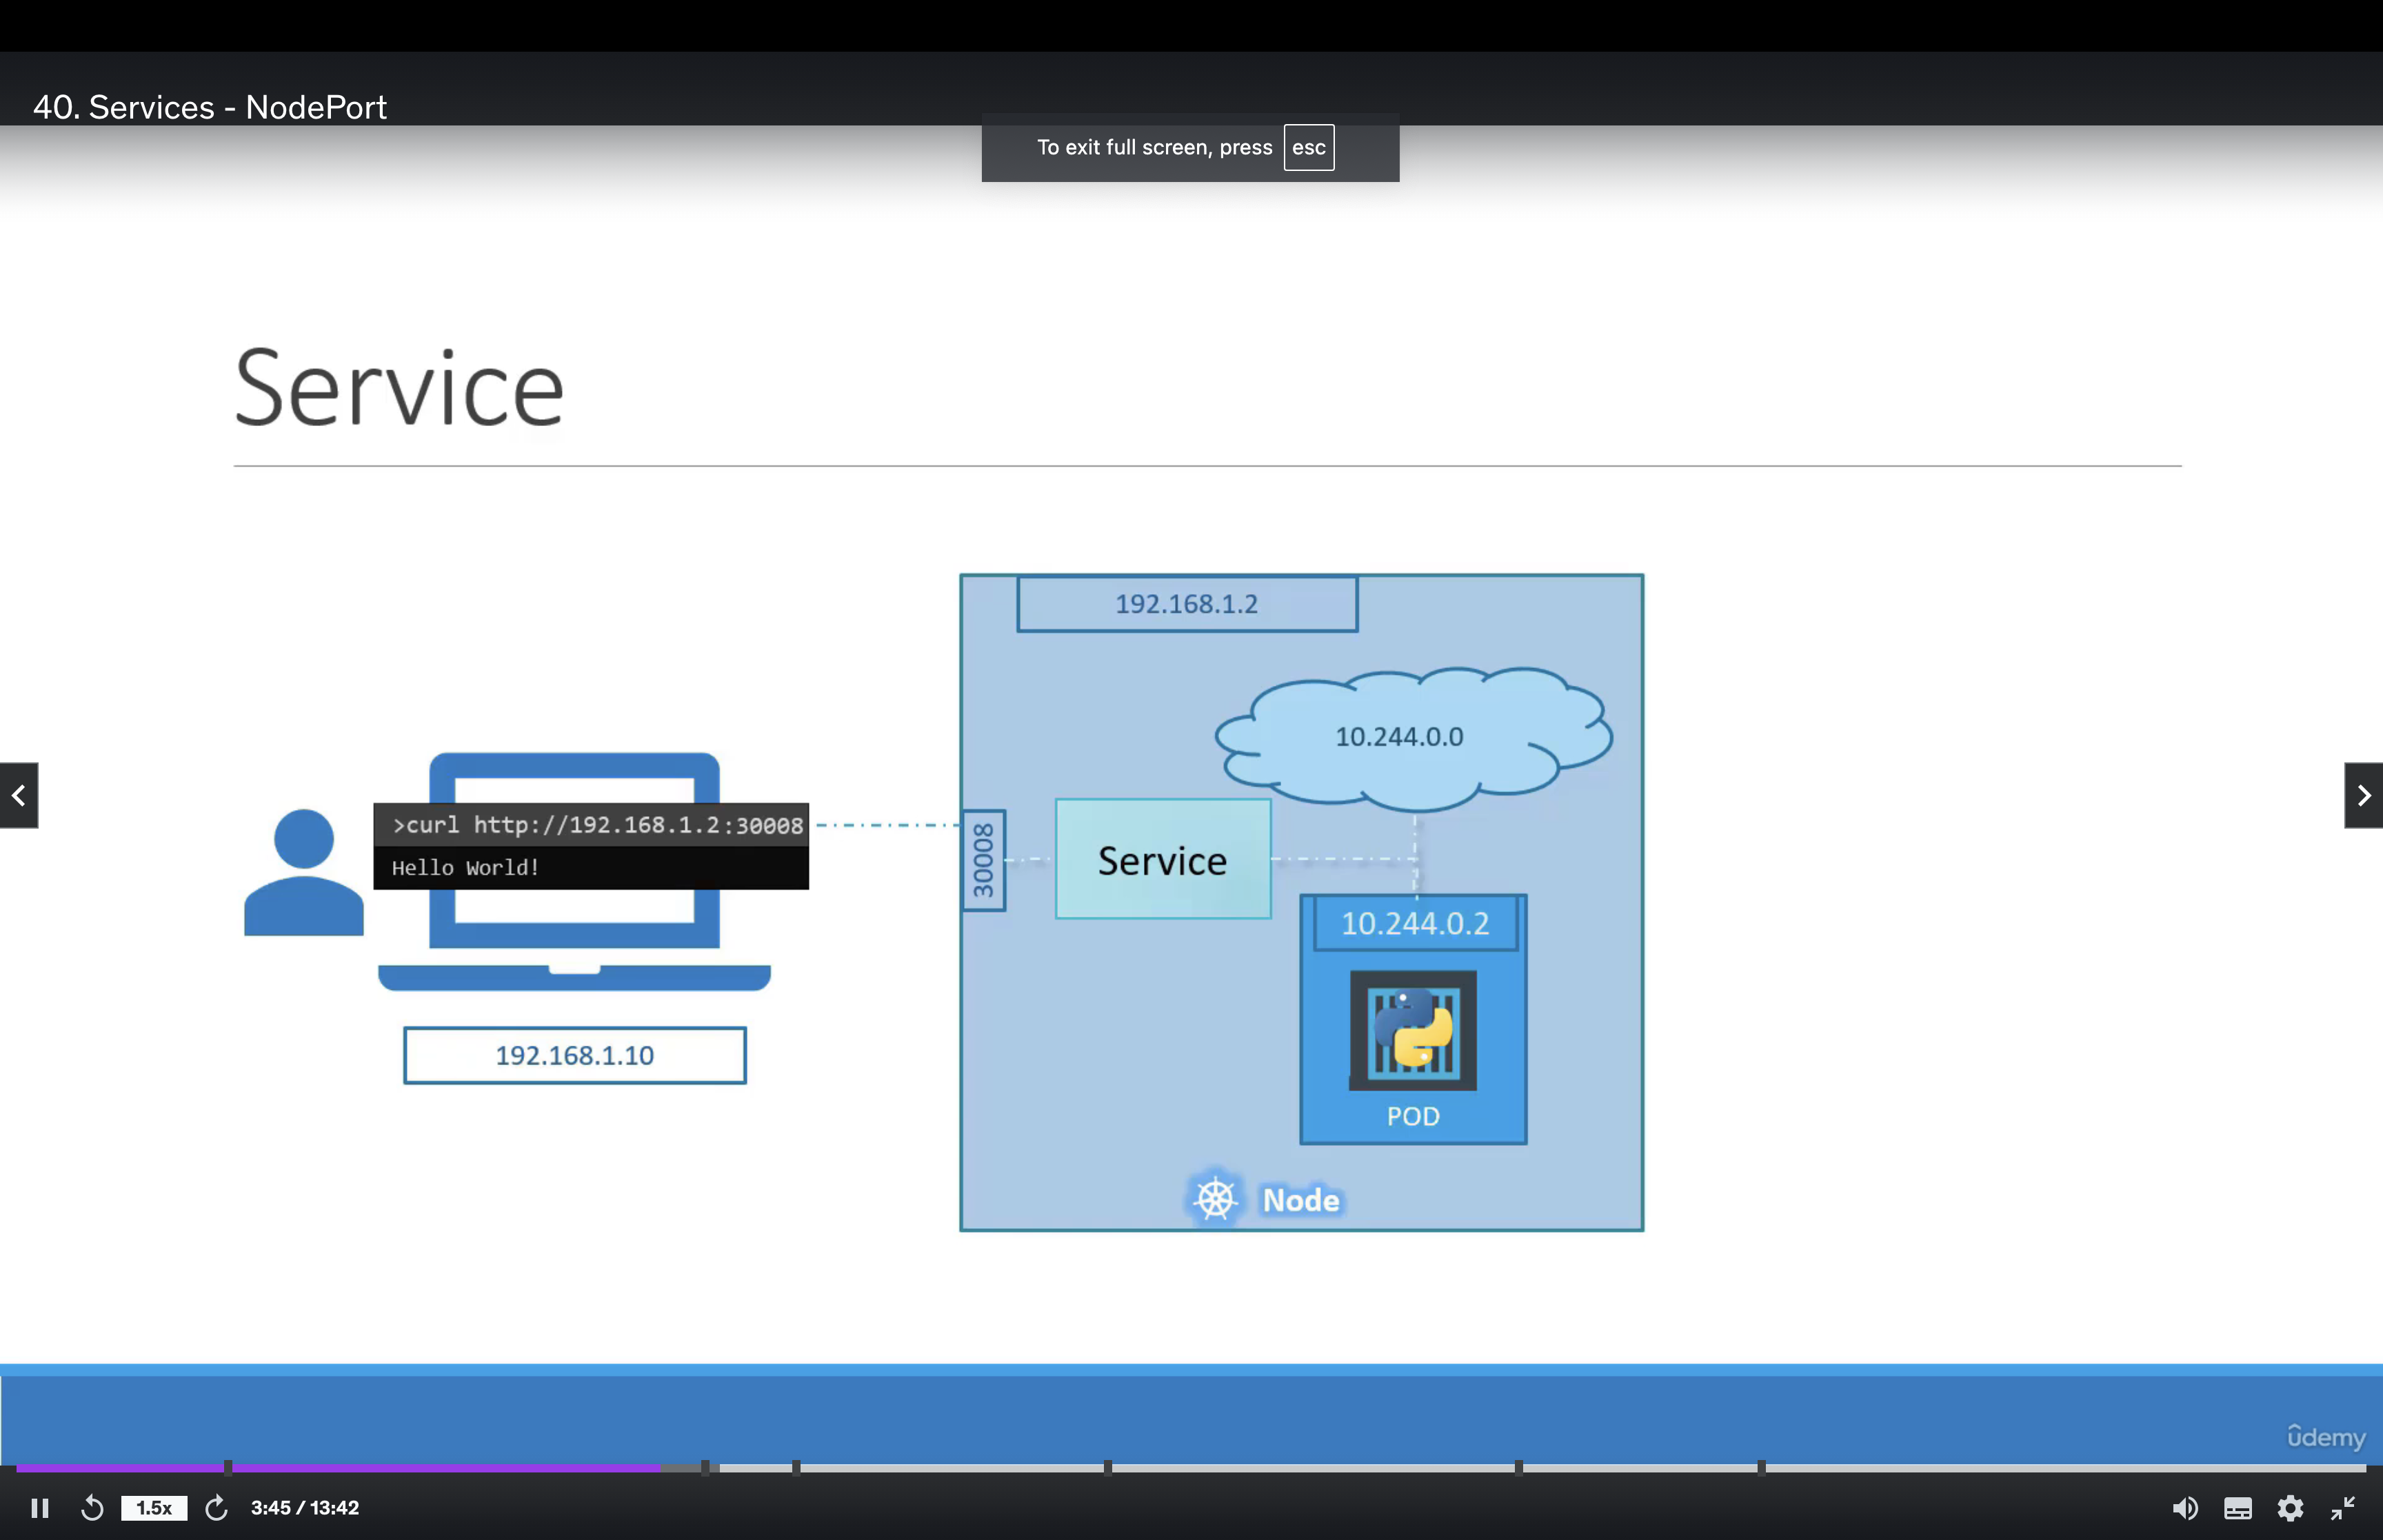 40. Services - NodePort
To exit full screen, press esc
Service
192.168.1.2
10.244.0.0
>curl http://192.168.1.2:30008
Hello World!
30008
Service
10.244.0.2
192.168.1.10
POD
Node
ûdemy
1.5x
3:45 / 13:42